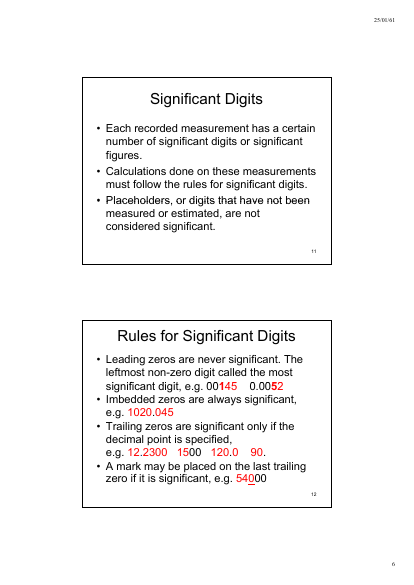 25/01/61
Significant Digits
• Each recorded measurement has a certain
number of significant digits or significant
figures.
• Calculations done on these measurements
must follow the rules for significant digits.
• Placeholders, or digits that have not been
measured or estimated, are not
considered significant.
11
Rules for Significant Digits
• Leading zeros are never significant. The
leftmost non-zero digit called the most
significant digit, e.g. 00145 0.0052
• Imbedded zeros are always significant,
e.g. 1020.045
• Trailing zeros are significant only if the
decimal point is specified,
e.g. 12.2300 1500 120.0 90.
• A mark may be placed on the last trailing
zero if it is significant, e.g. 54000
12
6